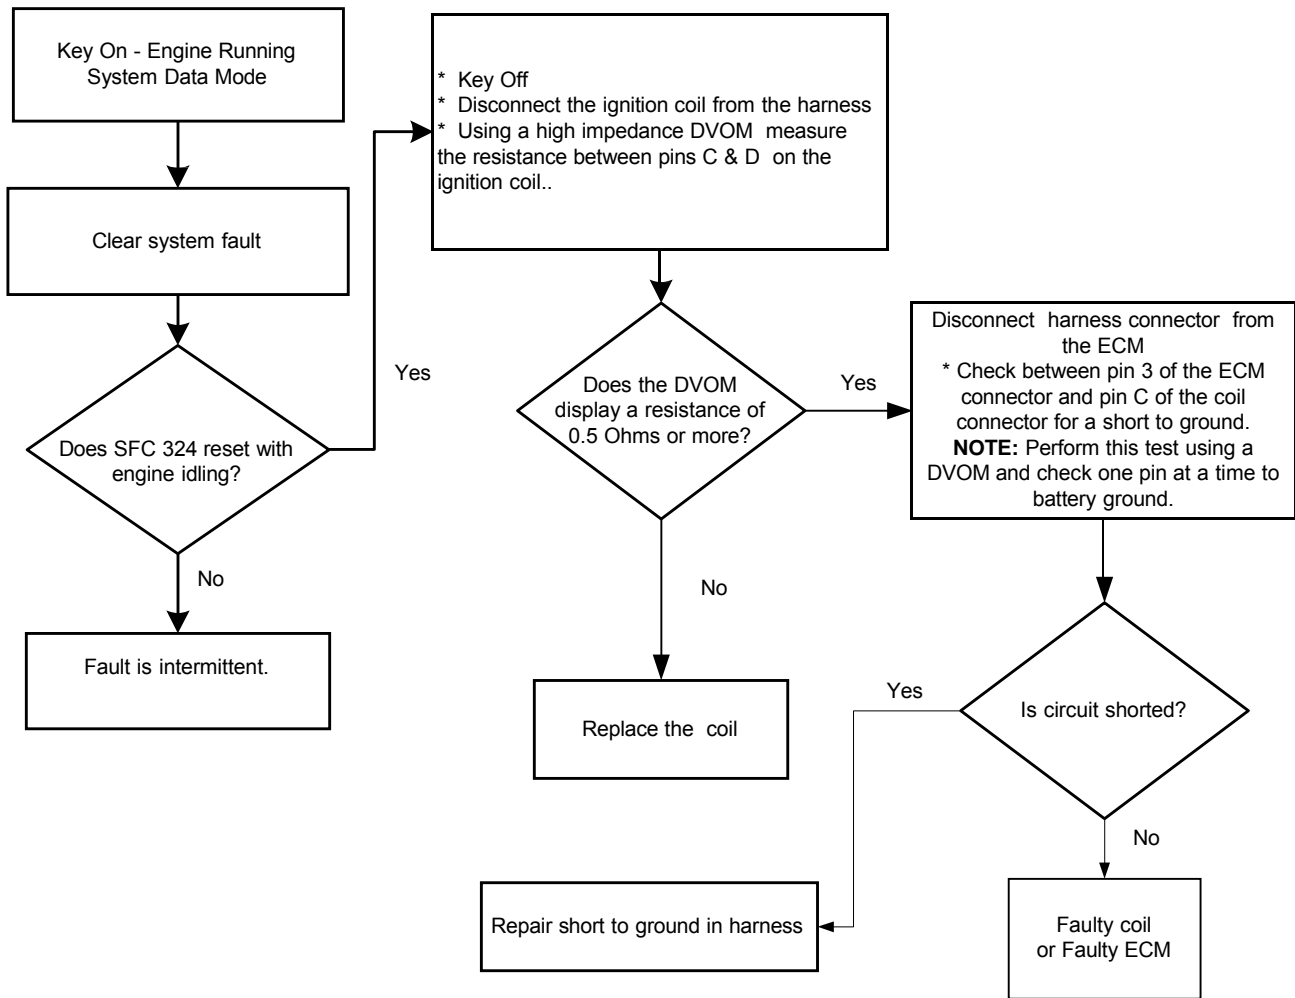 Key On - Engine Running
System Data Mode
Clear system fault
Does SFC 324 reset with
engine idling?
Yes
No
Fault is intermittent.
* Key Off
* Disconnect the ignition coil from the harness
* Using a high impedance DVOM measure
the resistance between pins C & D on the
ignition coil..
Does the DVOM
display a resistance of
0.5 Ohms or more?
Yes
No
Replace the coil
Disconnect harness connector from
the ECM
* Check between pin 3 of the ECM
connector and pin C of the coil
connector for a short to ground.
NOTE: Perform this test using a
DVOM and check one pin at a time to
battery ground.
Is circuit shorted?
Yes
No
Repair short to ground in harness
Faulty coil
or Faulty ECM